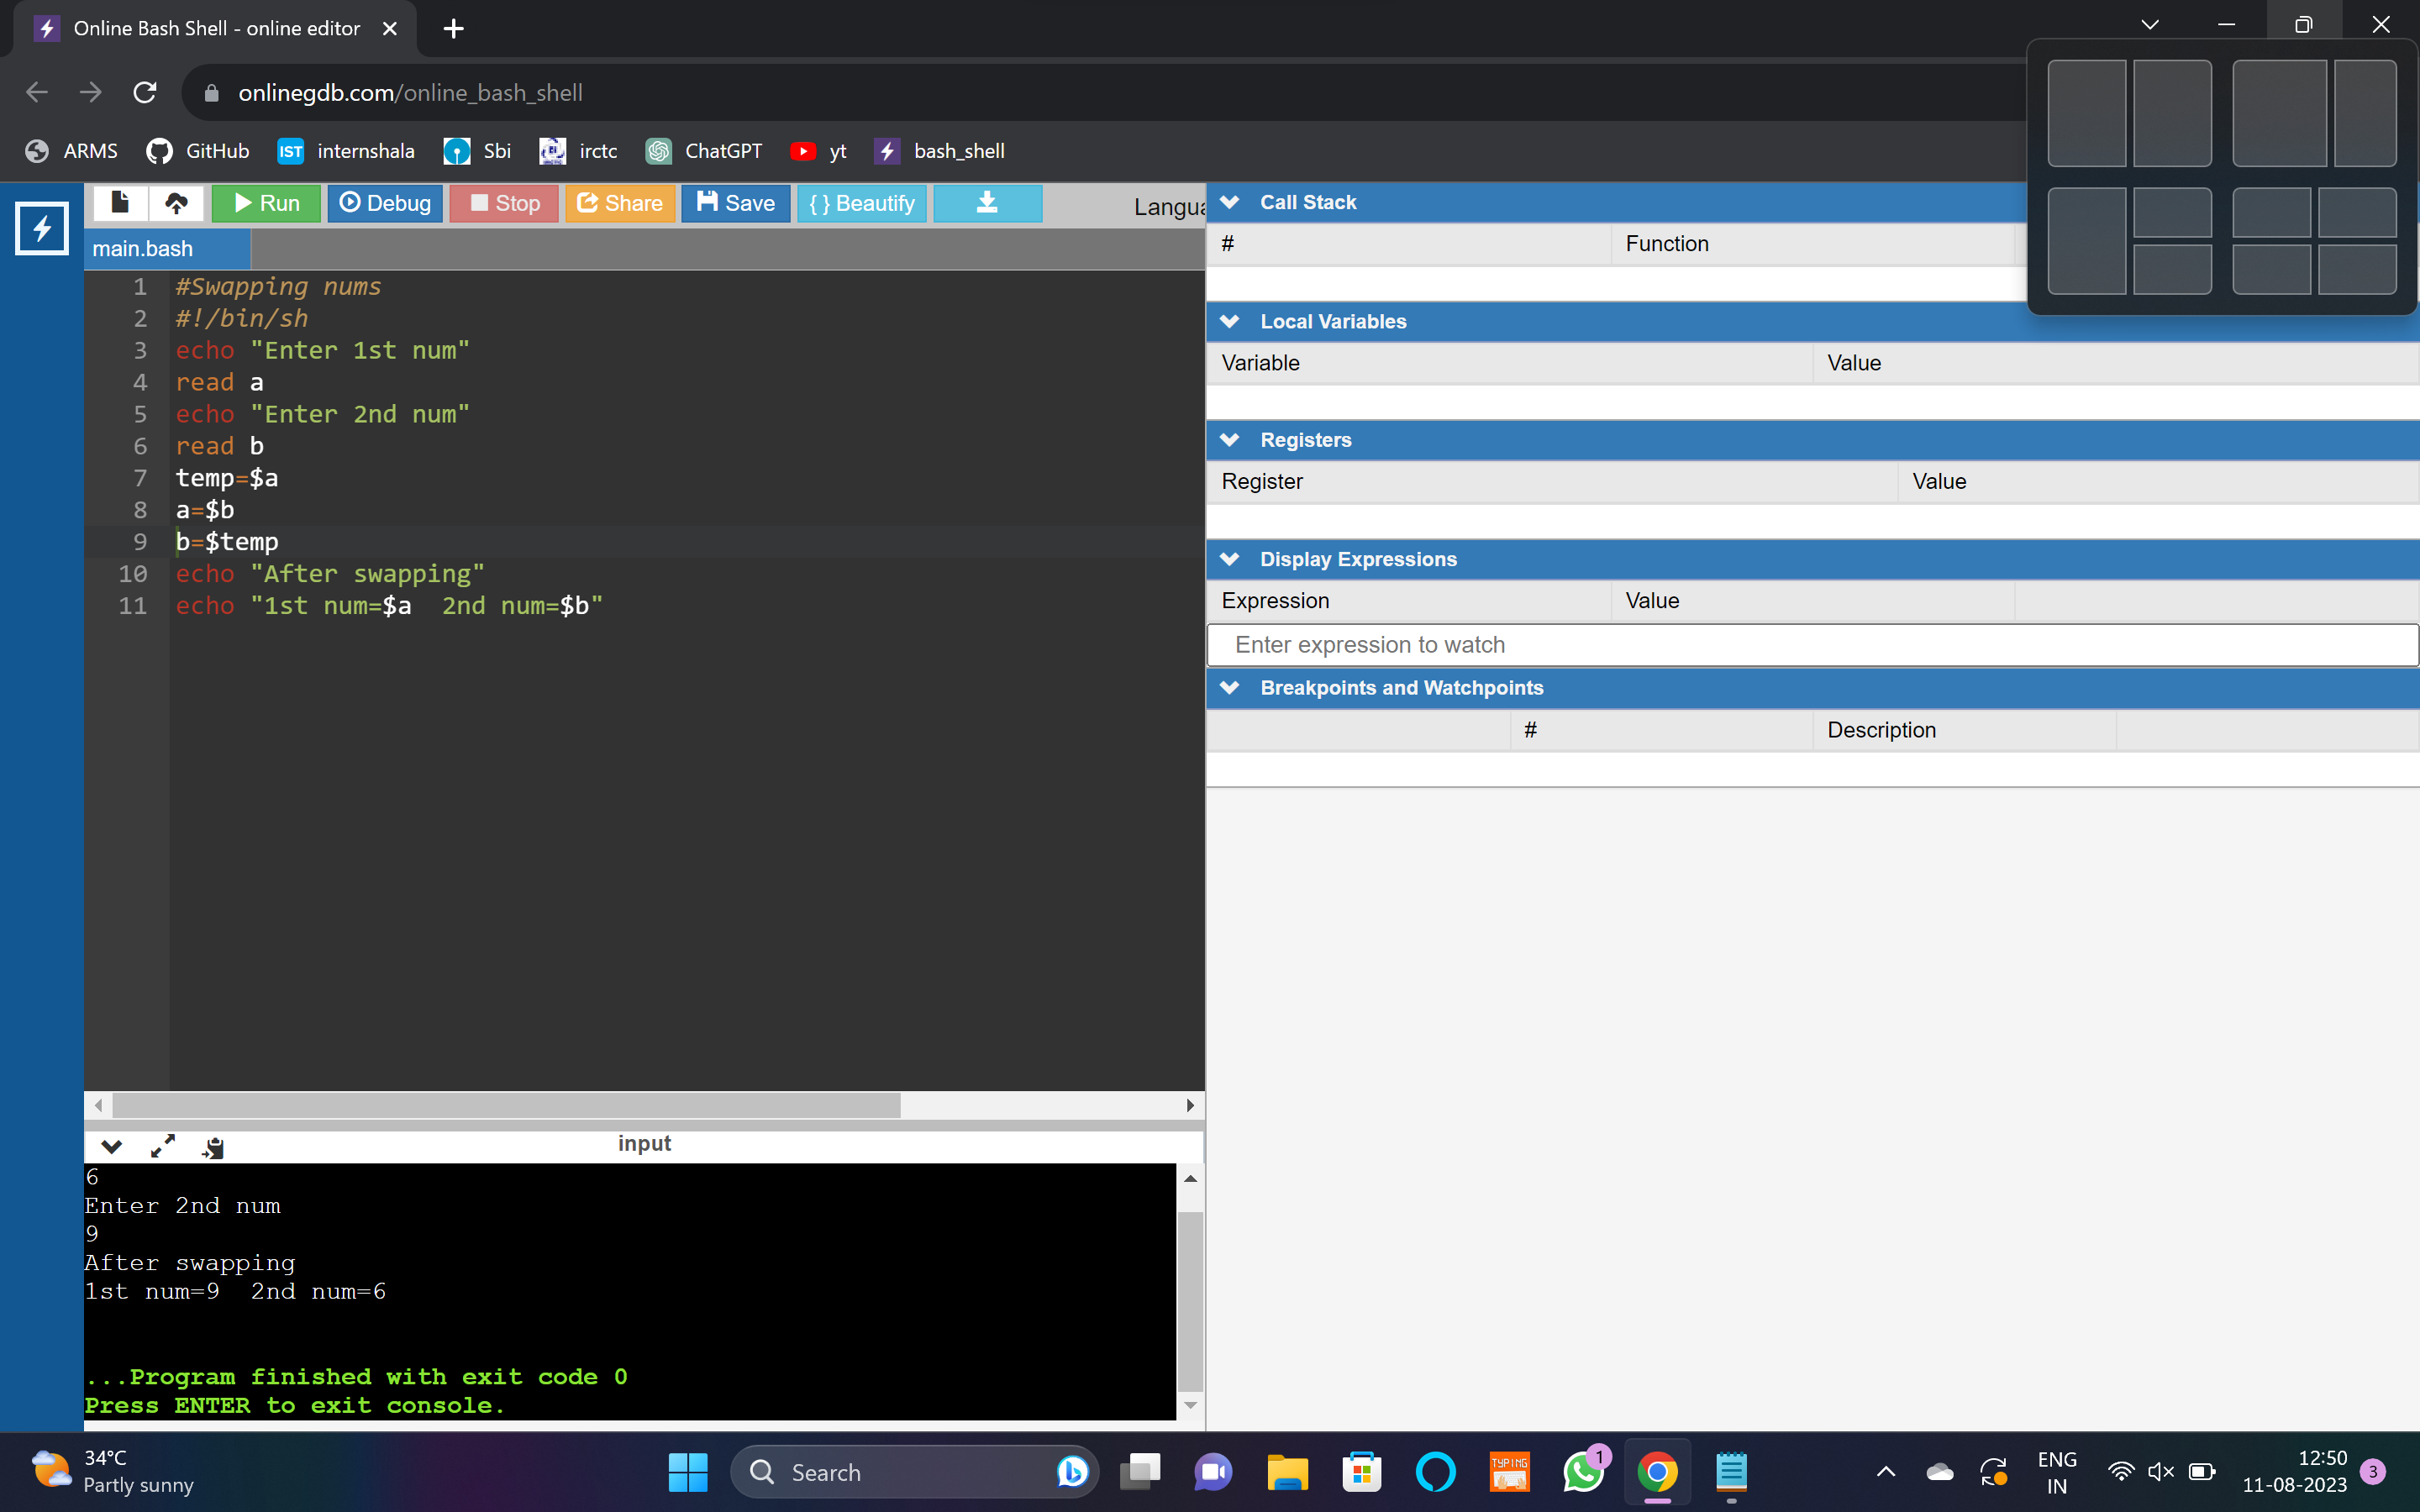 Online Bash Shell - online editor
onlinegdb.com/online_bash_shell
ARMS GitHub IST internshala Sbi irctc ChatGPT yt bash_shell
Run Debug Stop Share Save { } Beautify Langua
main.bash
1 #Swapping nums
2 #!/bin/sh
3 echo "Enter 1st num"
4 read a
5 echo "Enter 2nd num"
6 read b
7 temp=$a
8 a=$b
9 b=$temp
10 echo "After swapping"
11 echo "1st num=$a  2nd num=$b"
input
6
Enter 2nd num
9
After swapping
1st num=9  2nd num=6
...Program finished with exit code 0
Press ENTER to exit console.
Call Stack
# Function
Local Variables
Variable Value
Registers
Register Value
Display Expressions
Expression Value
Enter expression to watch
Breakpoints and Watchpoints
# Description
34°C
Partly sunny
Search
TYPING
1
ENG
IN
12:50
11-08-2023
3